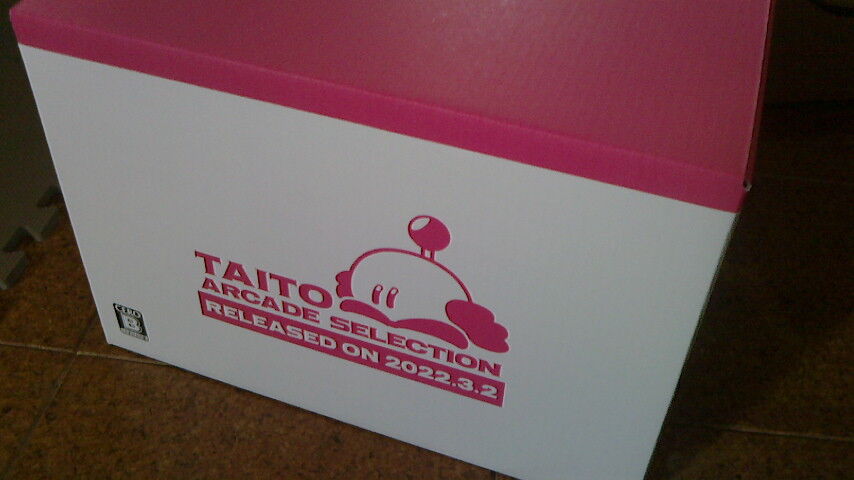 TAITO
ARCADE SELECTION
RELEASED ON 2022.3.2
CERO
B